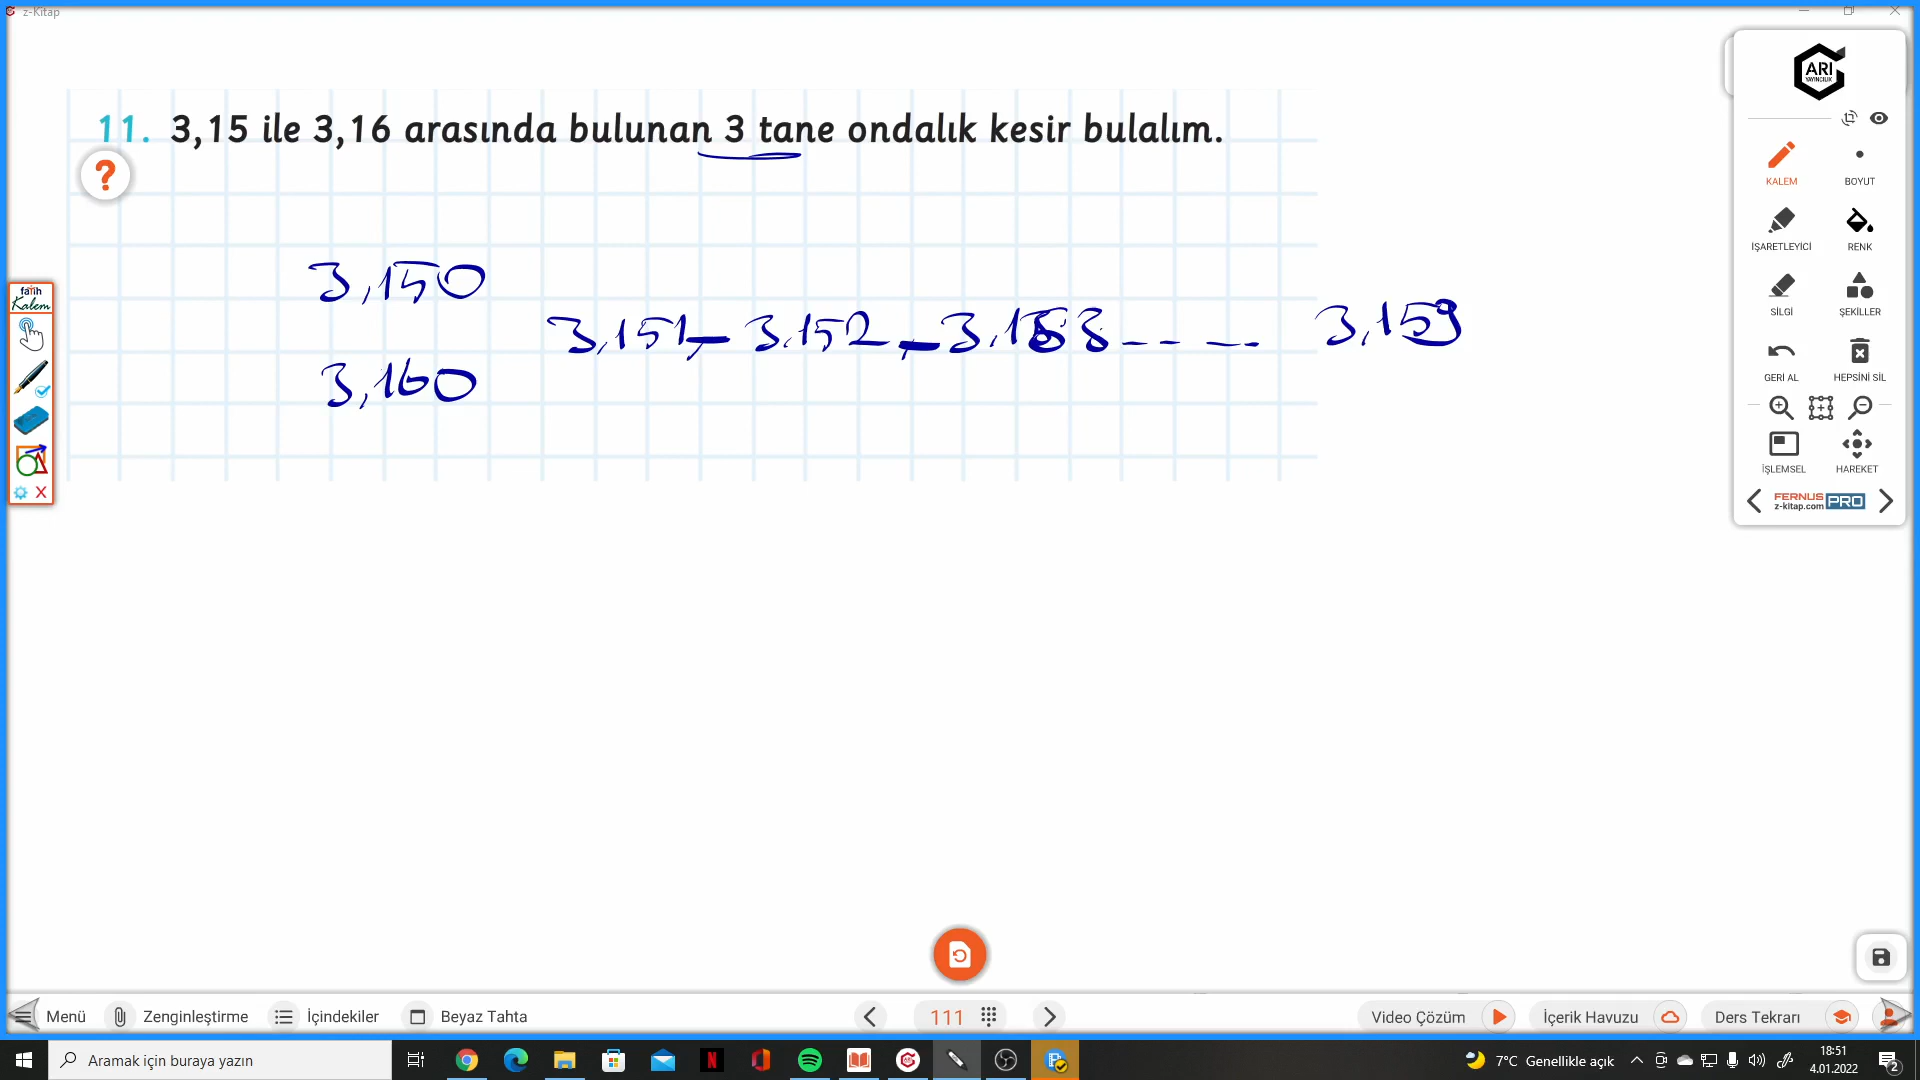 z-Kitap
11. 3,15 ile 3,16 arasında bulunan 3 tane ondalık kesir bulalım.
?
3,150
3,151 - 3,152 - 3,153 - - - - 3,159
3,160
fatih
Kalem
X
ARI
YAYINCILIK
KALEM
BOYUT
İŞARETLEYİCİ
RENK
SİLGİ
ŞEKİLLER
GERİ AL
HEPSİNİ SİL
İŞLEMSEL
HAREKET
FERNUS
z-kitap.com PRO
Menü
Zenginleştirme
İçindekiler
Beyaz Tahta
111
Video Çözüm
İçerik Havuzu
Ders Tekrarı
Aramak için buraya yazın
7°C Genellikle açık
18:51
4.01.2022
2